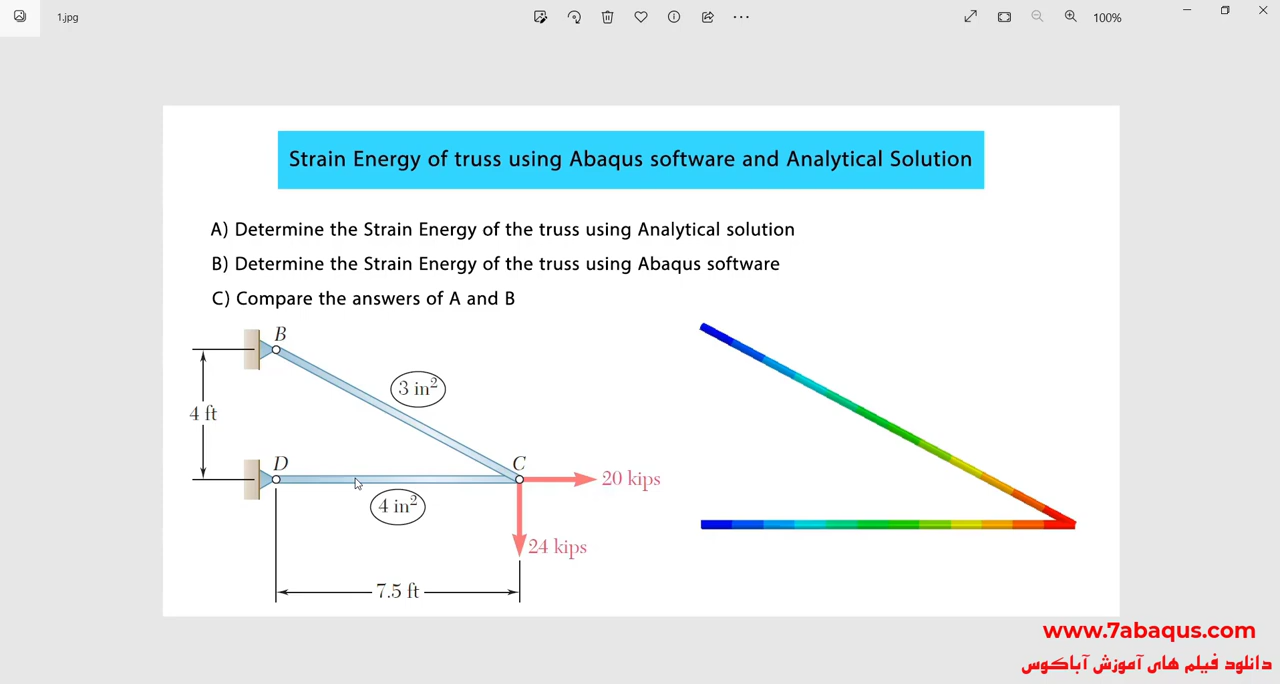 1.jpg
100%
Strain Energy of truss using Abaqus software and Analytical Solution
A) Determine the Strain Energy of the truss using Analytical solution
B) Determine the Strain Energy of the truss using Abaqus software
C) Compare the answers of A and B
B
3 in²
4 ft
D
C
20 kips
4 in²
24 kips
7.5 ft
www.7abaqus.com
دانلود فیلم های آموزش آباکوس